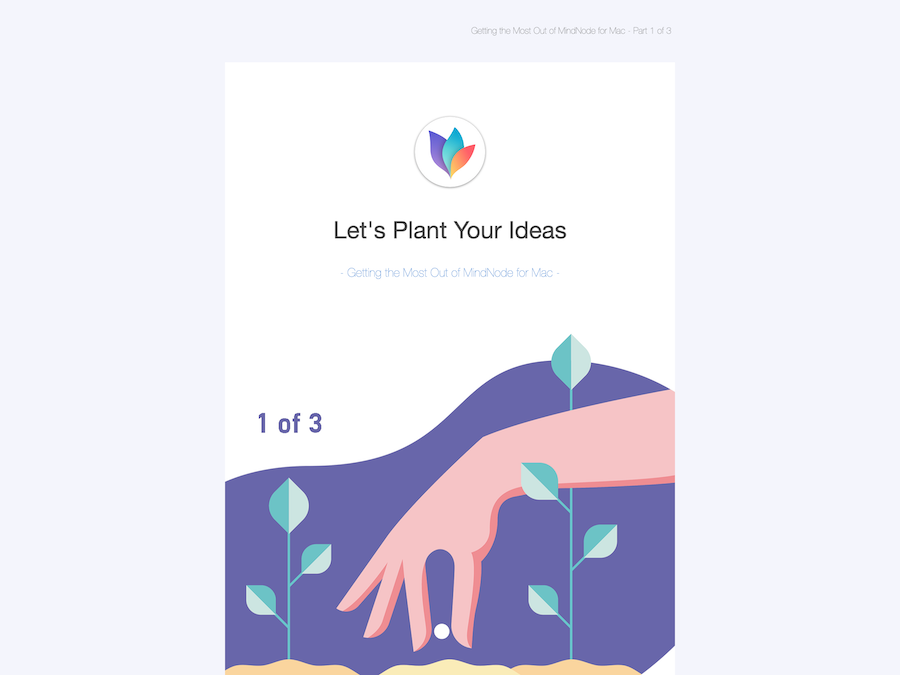 Getting the Most Out of MindNode for Mac - Part 1 of 3
Let's Plant Your Ideas
- Getting the Most Out of MindNode for Mac -
1 of 3